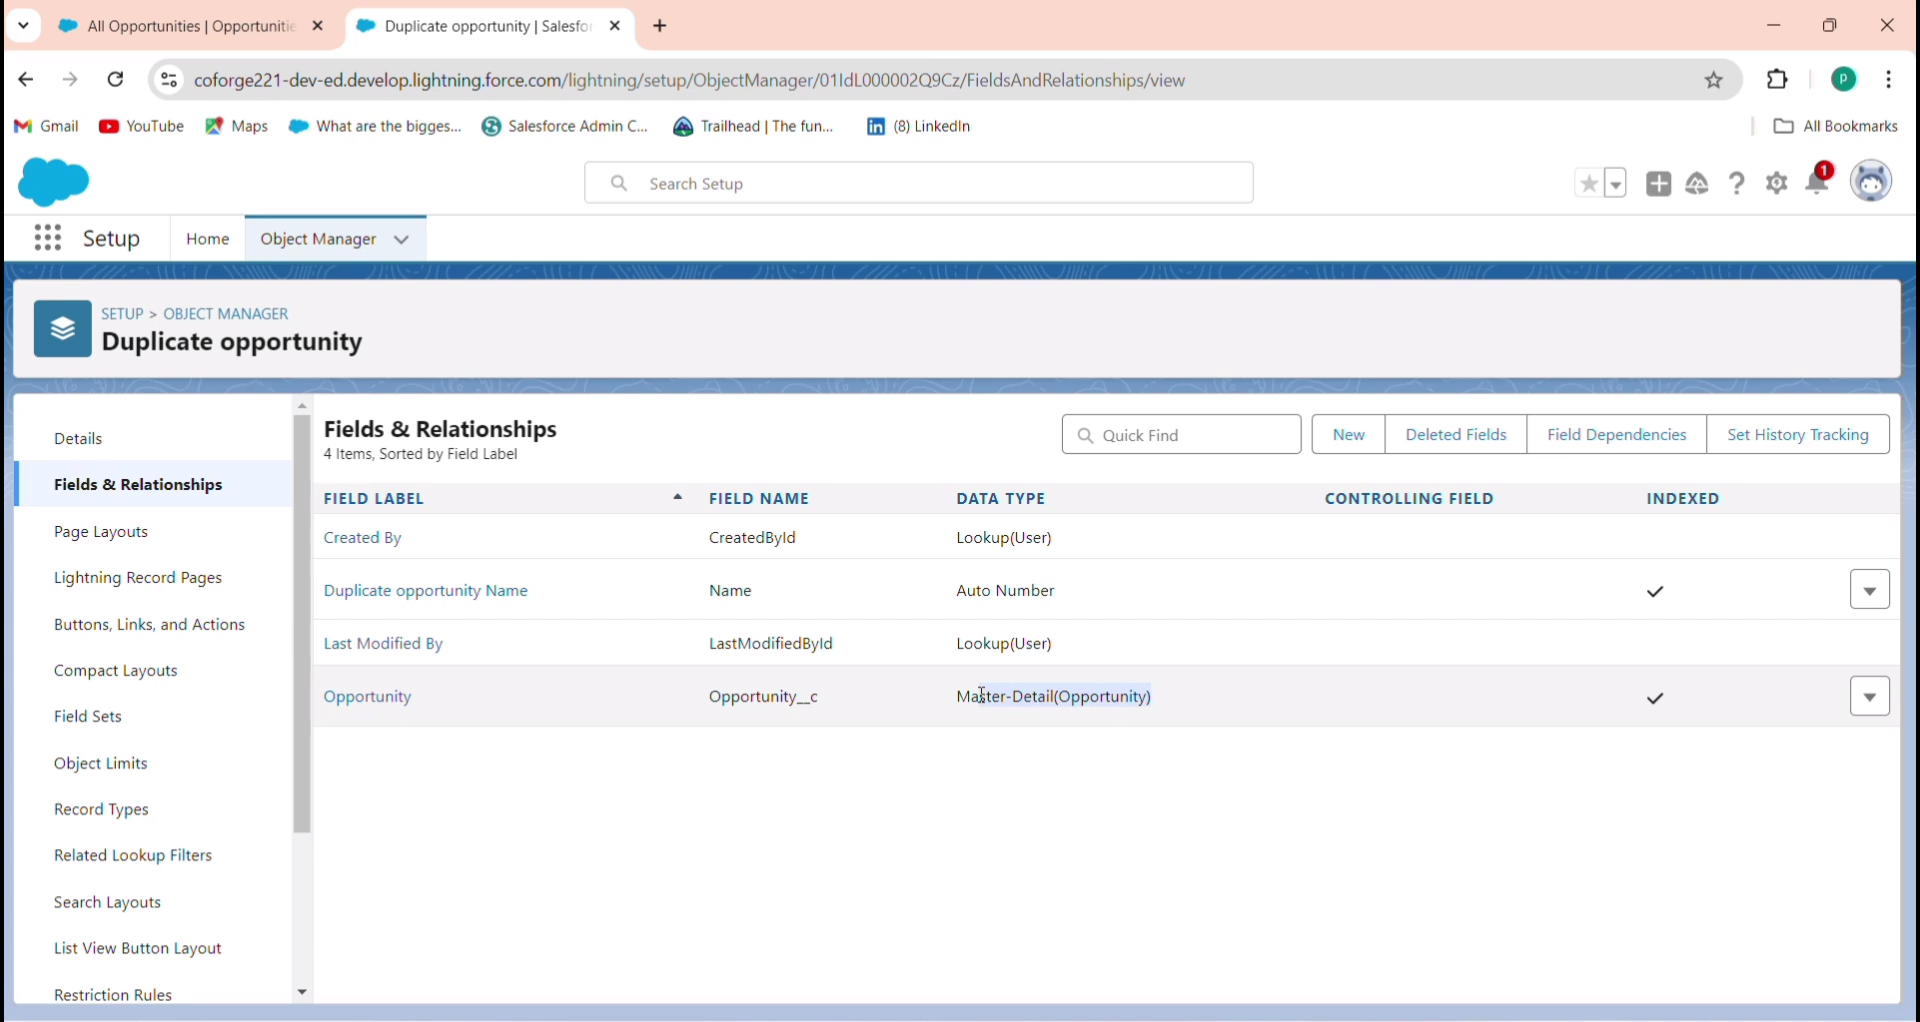 All Opportunities | Opportunitie
Duplicate opportunity | Salesfor
coforge221-dev-ed.develop.lightning.force.com/lightning/setup/ObjectManager/01IdL000002Q9Cz/FieldsAndRelationships/view
P
Gmail
YouTube
Maps
What are the bigges...
Salesforce Admin C...
Trailhead | The fun...
in (8) LinkedIn
All Bookmarks
Search Setup
1
Setup
Home
Object Manager
SETUP > OBJECT MANAGER
Duplicate opportunity
Details
Fields & Relationships
Page Layouts
Lightning Record Pages
Buttons, Links, and Actions
Compact Layouts
Field Sets
Object Limits
Record Types
Related Lookup Filters
Search Layouts
List View Button Layout
Restriction Rules
Fields & Relationships
4 Items, Sorted by Field Label
Quick Find
New
Deleted Fields
Field Dependencies
Set History Tracking
FIELD LABEL FIELD NAME DATA TYPE CONTROLLING FIELD INDEXED
Created By CreatedById Lookup(User)
Duplicate opportunity Name Name Auto Number
Last Modified By LastModifiedById Lookup(User)
Opportunity Opportunity__c Master-Detail(Opportunity)